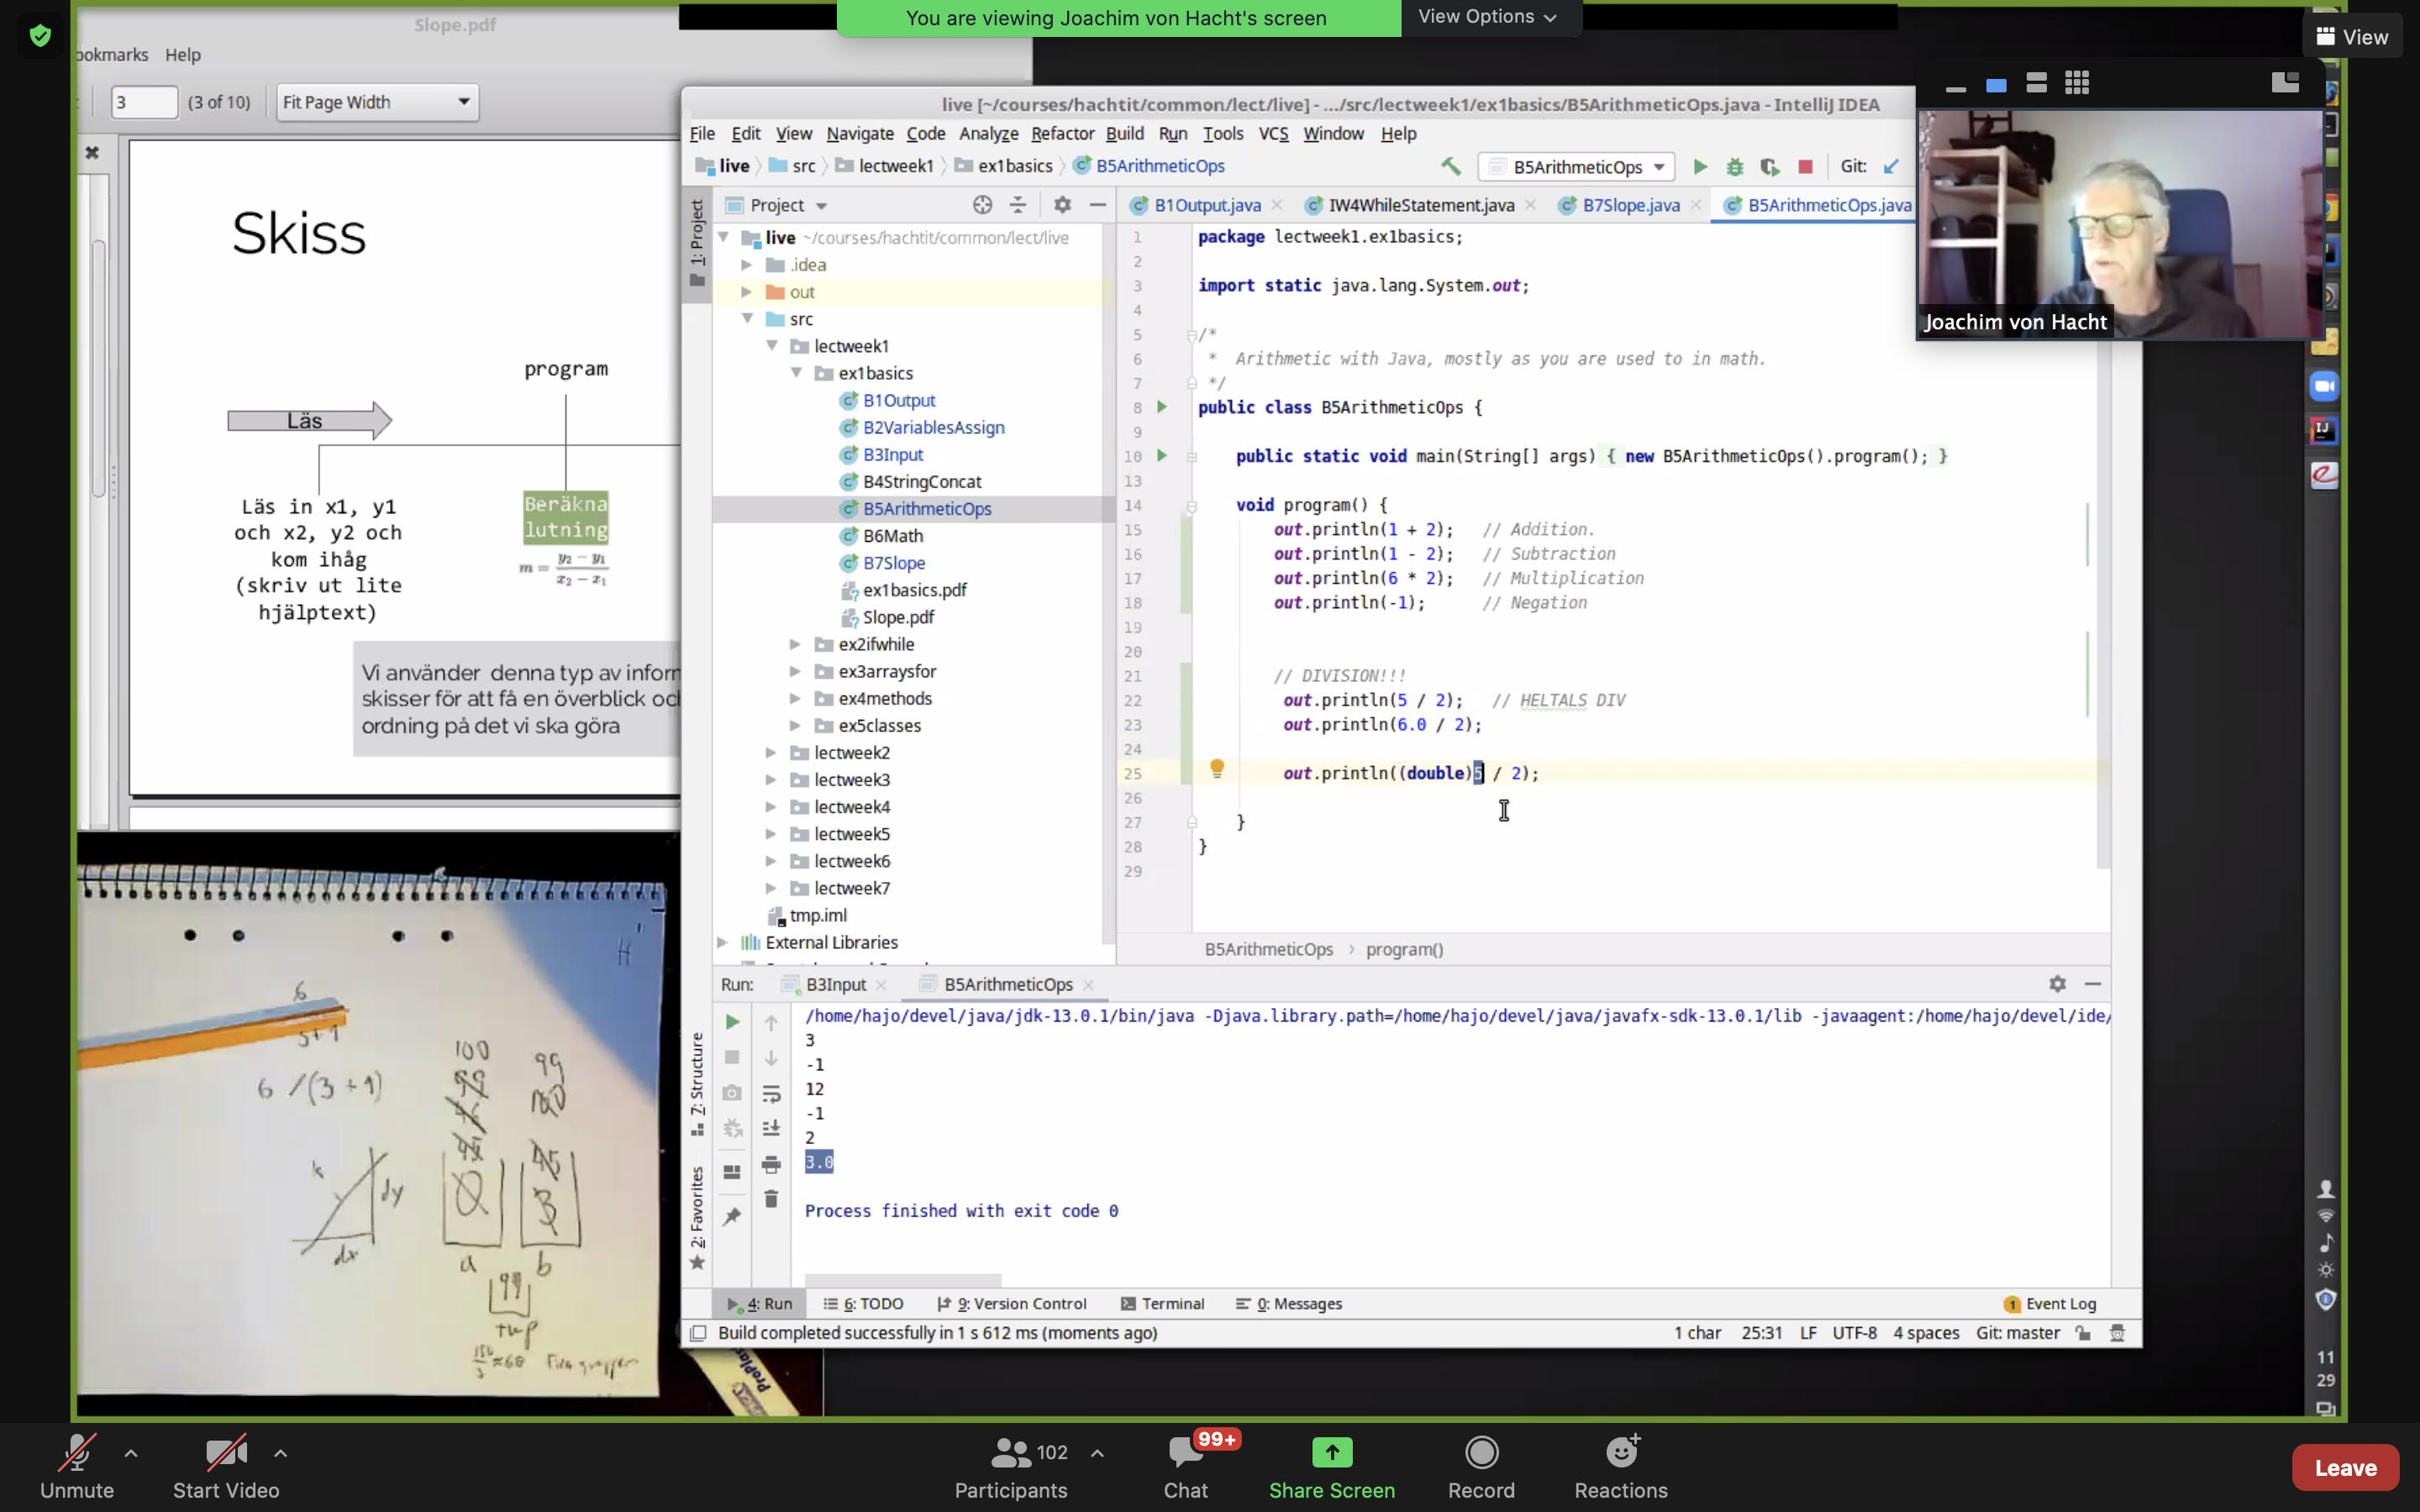 You are viewing Joachim von Hacht's screen
View Options
View
Slope.pdf
ookmarks Help
3 (3 of 10) Fit Page Width
Skiss
program
Läs
Läs in x1, y1
och x2, y2 och
kom ihåg
(skriv ut lite
hjälptext)
Beräkna
lutning
m = y2 − y1
x2 − x1
Vi använder denna typ av inforn
skisser för att få en överblick oc
ordning på det vi ska göra
6
6 /(3 + 1)
100
99
99
k
dy
dx
a
b
99
tmp
live [~/courses/hachtit/common/lect/live] - .../src/lectweek1/ex1basics/B5ArithmeticOps.java - IntelliJ IDEA
File Edit View Navigate Code Analyze Refactor Build Run Tools VCS Window Help
live src lectweek1 ex1basics B5ArithmeticOps
B5ArithmeticOps Git:
Joachim von Hacht
1: Project
Project
live ~/courses/hachtit/common/lect/live
.idea
out
src
lectweek1
ex1basics
B1Output
B2VariablesAssign
B3Input
B4StringConcat
B5ArithmeticOps
B6Math
B7Slope
ex1basics.pdf
Slope.pdf
ex2ifwhile
ex3arraysfor
ex4methods
ex5classes
lectweek2
lectweek3
lectweek4
lectweek5
lectweek6
lectweek7
tmp.iml
External Libraries
B1Output.java IW4WhileStatement.java B7Slope.java B5ArithmeticOps.java
1 package lectweek1.ex1basics;
2
3 import static java.lang.System.out;
4
5 /*
6 * Arithmetic with Java, mostly as you are used to in math.
7 */
8 public class B5ArithmeticOps {
9
10 public static void main(String[] args) { new B5ArithmeticOps().program(); }
13
14 void program() {
15 out.println(1 + 2); // Addition.
16 out.println(1 - 2); // Subtraction
17 out.println(6 * 2); // Multiplication
18 out.println(-1); // Negation
19
20
21 // DIVISION!!!
22 out.println(5 / 2); // HELTALS DIV
23 out.println(6.0 / 2);
24
25 out.println((double)5 / 2);
26
27 }
28 }
29
B5ArithmeticOps program()
Run: B3Input B5ArithmeticOps
7: Structure
2: Favorites
/home/hajo/devel/java/jdk-13.0.1/bin/java -Djava.library.path=/home/hajo/devel/java/javafx-sdk-13.0.1/lib -javaagent:/home/hajo/devel/ide/
3
-1
12
-1
2
3.0
Process finished with exit code 0
4: Run 6: TODO 9: Version Control Terminal 0: Messages 1 Event Log
Build completed successfully in 1 s 612 ms (moments ago) 1 char 25:31 LF UTF-8 4 spaces Git: master
IJ
11
29
Unmute
Start Video
102
Participants
99+
Chat
Share Screen
Record
Reactions
Leave